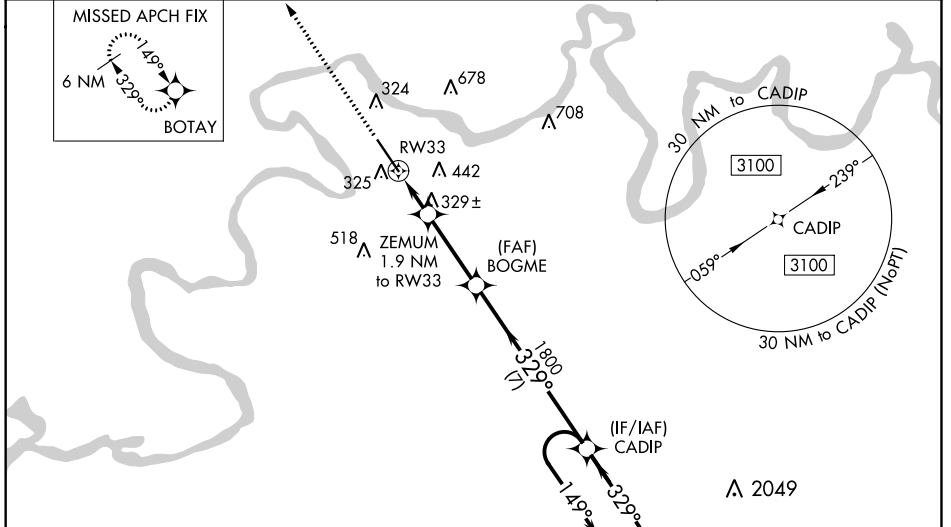 MISSED APCH FIX
149°
6 NM
329°
BOTAY
324
678
708
RW33
325
442
329±
518
ZEMUM
1.9 NM
to RW33
(FAF)
BOGME
1800
329°
(7)
(IF/IAF)
CADIP
149°
329°
2049
30 NM to CADIP
3100
239°
CADIP
059°
3100
30 NM to CADIP (NoPT)